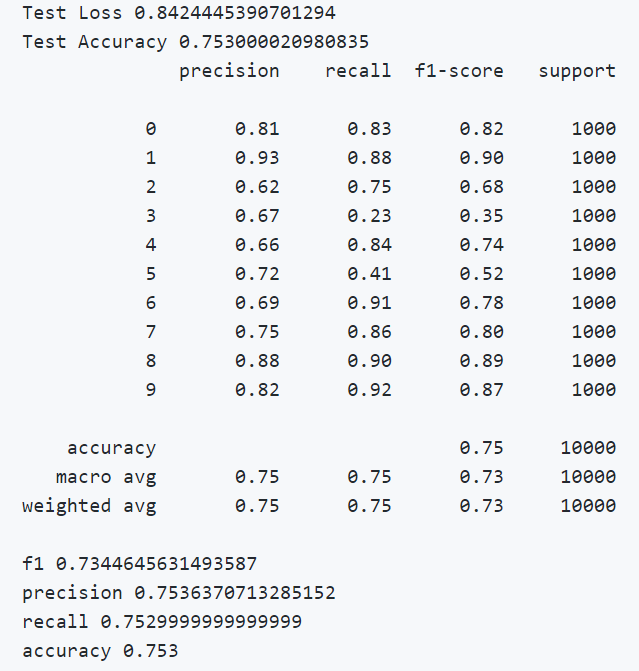 Test Loss 0.8424445390701294
Test Accuracy 0.753000020980835
precision recall f1-score support
0 0.81 0.83 0.82 1000
1 0.93 0.88 0.90 1000
2 0.62 0.75 0.68 1000
3 0.67 0.23 0.35 1000
4 0.66 0.84 0.74 1000
5 0.72 0.41 0.52 1000
6 0.69 0.91 0.78 1000
7 0.75 0.86 0.80 1000
8 0.88 0.90 0.89 1000
9 0.82 0.92 0.87 1000
accuracy 0.75 10000
macro avg 0.75 0.75 0.73 10000
weighted avg 0.75 0.75 0.73 10000
f1 0.7344645631493587
precision 0.7536370713285152
recall 0.7529999999999999
accuracy 0.753